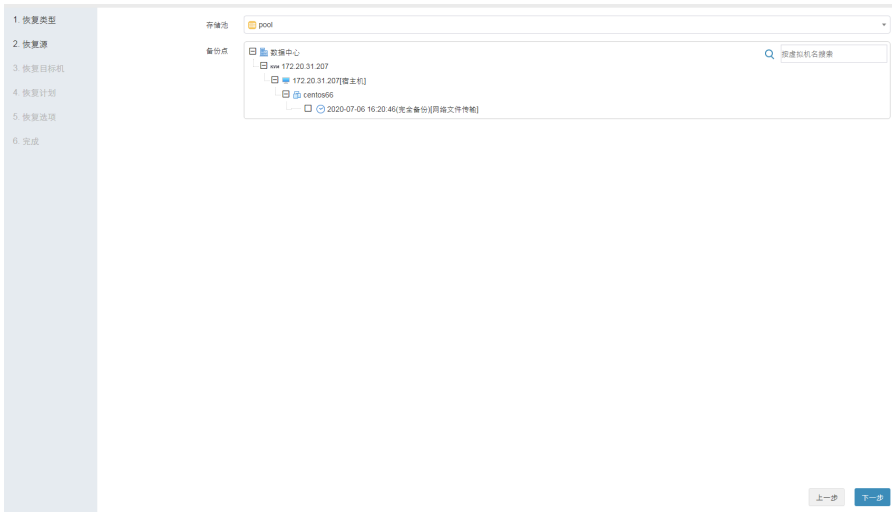 1. 恢复类型
2. 恢复源
3. 恢复目标机
4. 恢复计划
5. 恢复选项
6. 完成
存储池
pool
备份点
数据中心
按虚拟机名搜索
172.20.31.207
172.20.31.207[宿主机]
centos66
2020-07-06 16:20:46(完全备份)[网络文件传输]
上一步
下一步